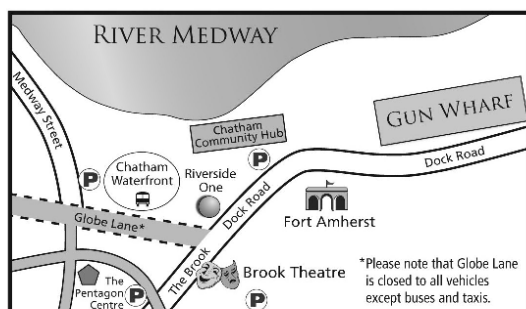 RIVER MEDWAY
Medway Street
GUN WHARF
Chatham
Community Hub
P
Dock Road
P
Chatham
Waterfront
Riverside
One
Dock Road
Fort Amherst
Globe Lane*
The Brook
Brook Theatre
*Please note that Globe Lane
is closed to all vehicles
except buses and taxis.
The
Pentagon
Centre
P
P